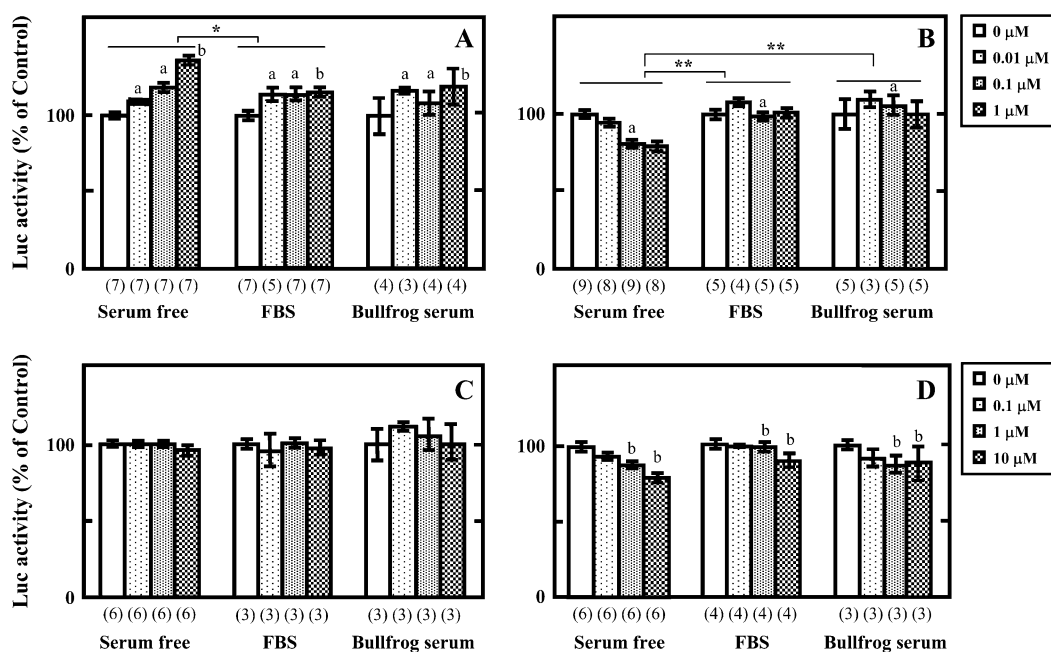 Luc activity (% of Control)
100
0
A
*
a
a
b
a
a
b
a
a
b
(7) (7) (7) (7)
(7) (5) (7) (7)
(4) (3) (4) (4)
Serum free
FBS
Bullfrog serum
100
0
B
**
**
a
a
a
(9) (8) (9) (8)
(5) (4) (5) (5)
(5) (3) (5) (5)
Serum free
FBS
Bullfrog serum
0 μM
0.01 μM
0.1 μM
1 μM
Luc activity (% of Control)
100
0
C
(6) (6) (6) (6)
(3) (3) (3) (3)
(3) (3) (3) (3)
Serum free
FBS
Bullfrog serum
100
0
D
b
b
b
b
b
b
(6) (6) (6) (6)
(4) (4) (4) (4)
(3) (3) (3) (3)
Serum free
FBS
Bullfrog serum
0 μM
0.1 μM
1 μM
10 μM